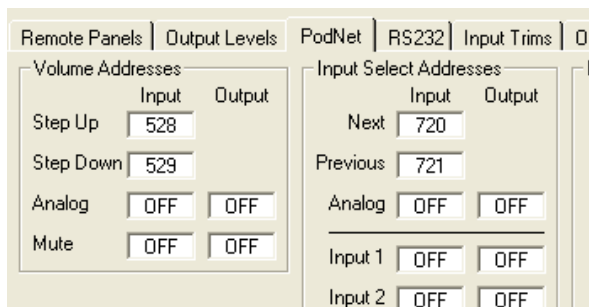 Remote Panels Output Levels PodNet RS232 Input Trims
Volume Addresses
Input Output
Step Up 528
Step Down 529
Analog OFF OFF
Mute OFF OFF
Input Select Addresses
Input Output
Next 720
Previous 721
Analog OFF OFF
Input 1 OFF OFF
Input 2 OFF OFF